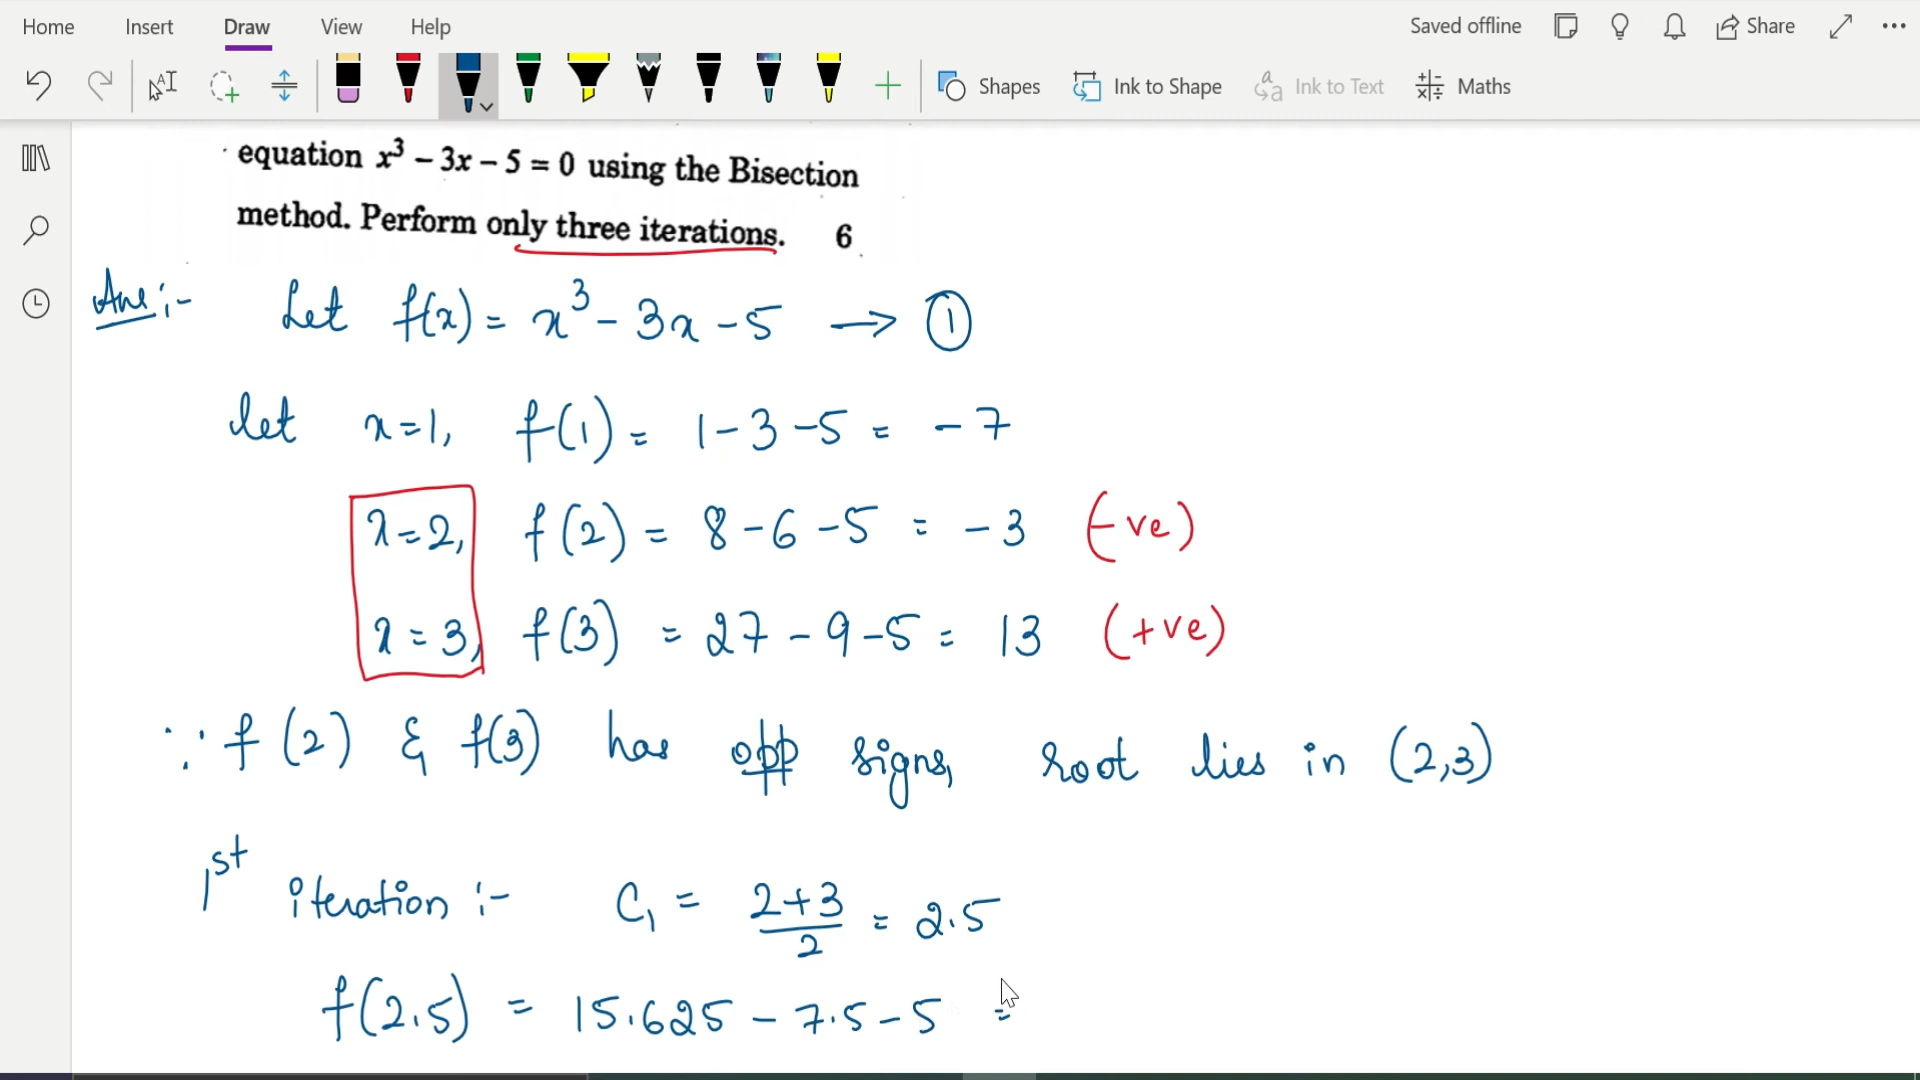 Home Insert Draw View Help Saved offline Share
Shapes Ink to Shape Ink to Text Maths
equation x³ – 3x – 5 = 0 using the Bisection
method. Perform only three iterations. 6
Ans :- Let f(x) = x³ - 3x - 5 → ①
let x=1, f(1) = 1-3-5 = -7
x=2, f(2) = 8-6-5 = -3 (-ve)
x=3, f(3) = 27-9-5 = 13 (+ve)
∵ f(2) & f(3) has opp signs, root lies in (2,3)
1st iteration :- C₁ = (2+3)/2 = 2.5
f(2.5) = 15.625 - 7.5 - 5 =